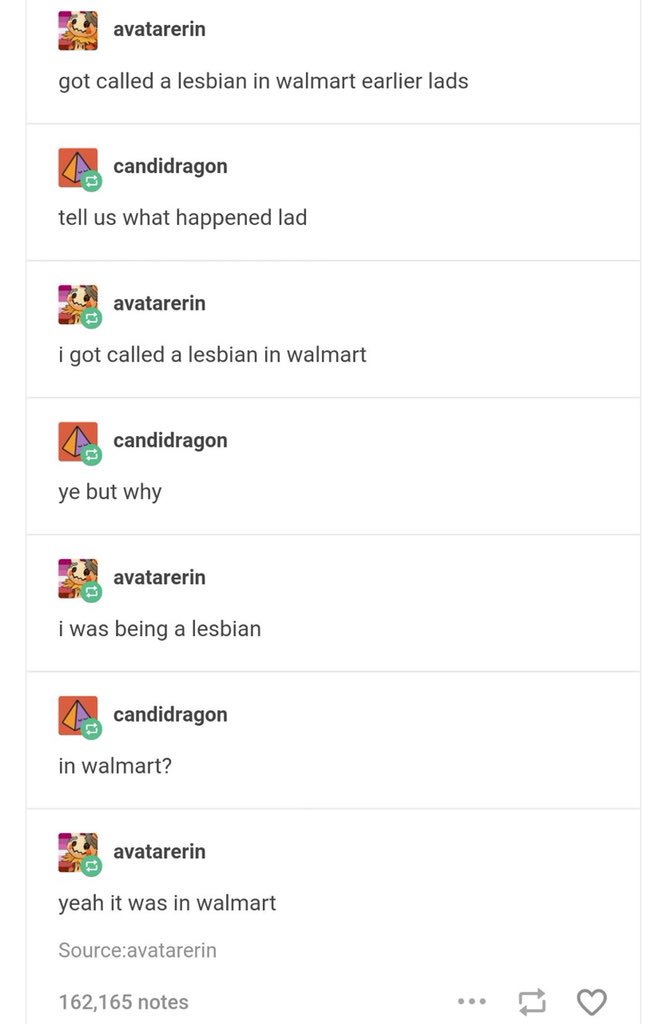 avatarerin
got called a lesbian in walmart earlier lads
candidragon
tell us what happened lad
avatarerin
i got called a lesbian in walmart
candidragon
ye but why
avatarerin
i was being a lesbian
candidragon
in walmart?
avatarerin
yeah it was in walmart
Source:avatarerin
162,165 notes